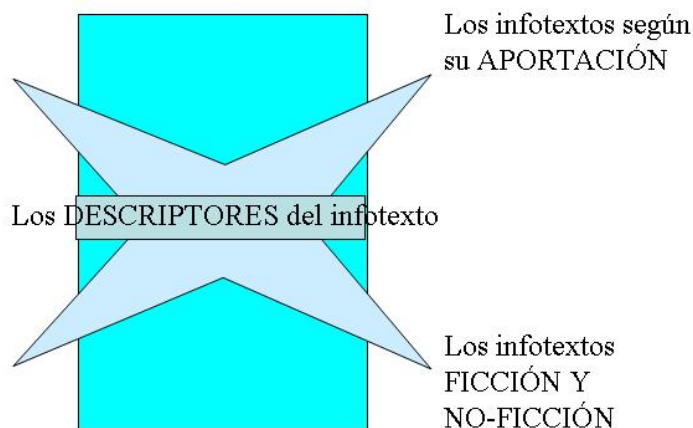 Los infotextos según
su APORTACIÓN
Los DESCRIPTORES del infotexto
Los infotextos
FICCIÓN Y
NO-FICCIÓN